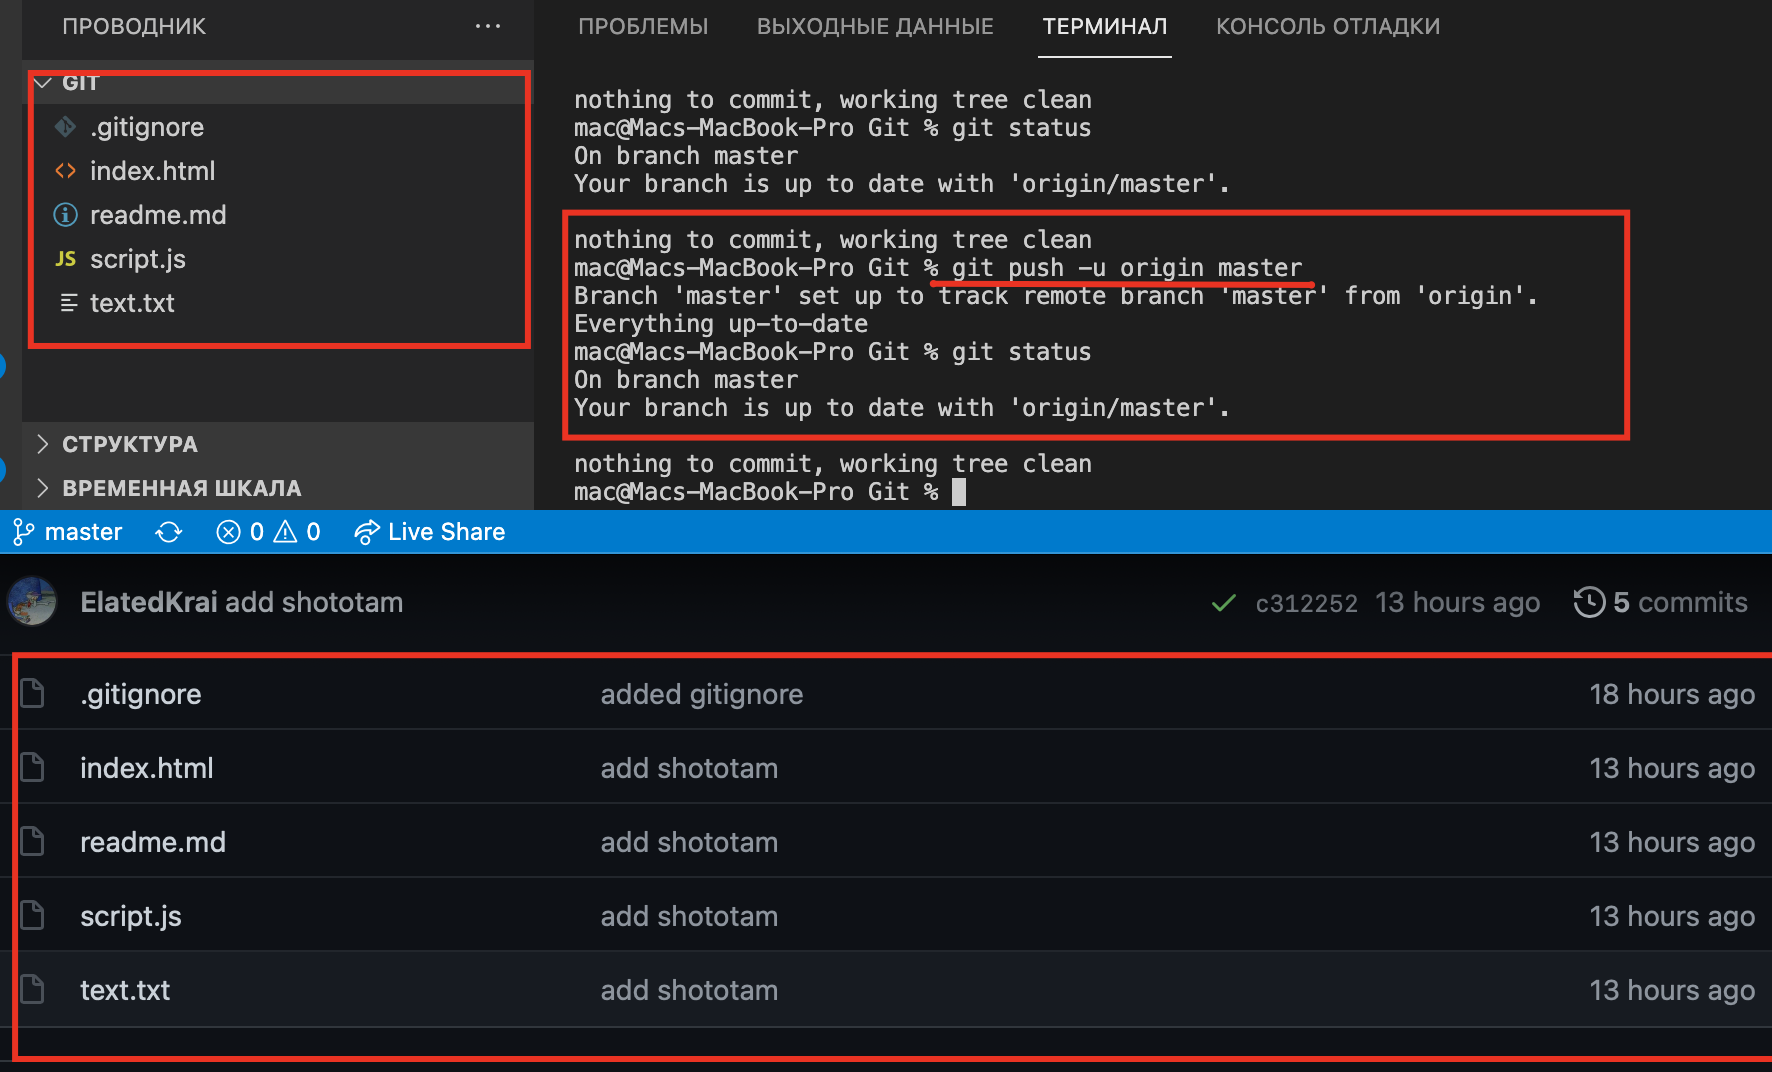 ПРОВОДНИК ...
GIT
.gitignore
index.html
readme.md
JS script.js
text.txt
СТРУКТУРА
ВРЕМЕННАЯ ШКАЛА
ПРОБЛЕМЫ ВЫХОДНЫЕ ДАННЫЕ ТЕРМИНАЛ КОНСОЛЬ ОТЛАДКИ
nothing to commit, working tree clean
mac@Macs-MacBook-Pro Git % git status
On branch master
Your branch is up to date with 'origin/master'.
nothing to commit, working tree clean
mac@Macs-MacBook-Pro Git % git push -u origin master
Branch 'master' set up to track remote branch 'master' from 'origin'.
Everything up-to-date
mac@Macs-MacBook-Pro Git % git status
On branch master
Your branch is up to date with 'origin/master'.
nothing to commit, working tree clean
mac@Macs-MacBook-Pro Git %
master 0 0 Live Share
ElatedKrai add shototam c312252 13 hours ago 5 commits
.gitignore added gitignore 18 hours ago
index.html add shototam 13 hours ago
readme.md add shototam 13 hours ago
script.js add shototam 13 hours ago
text.txt add shototam 13 hours ago